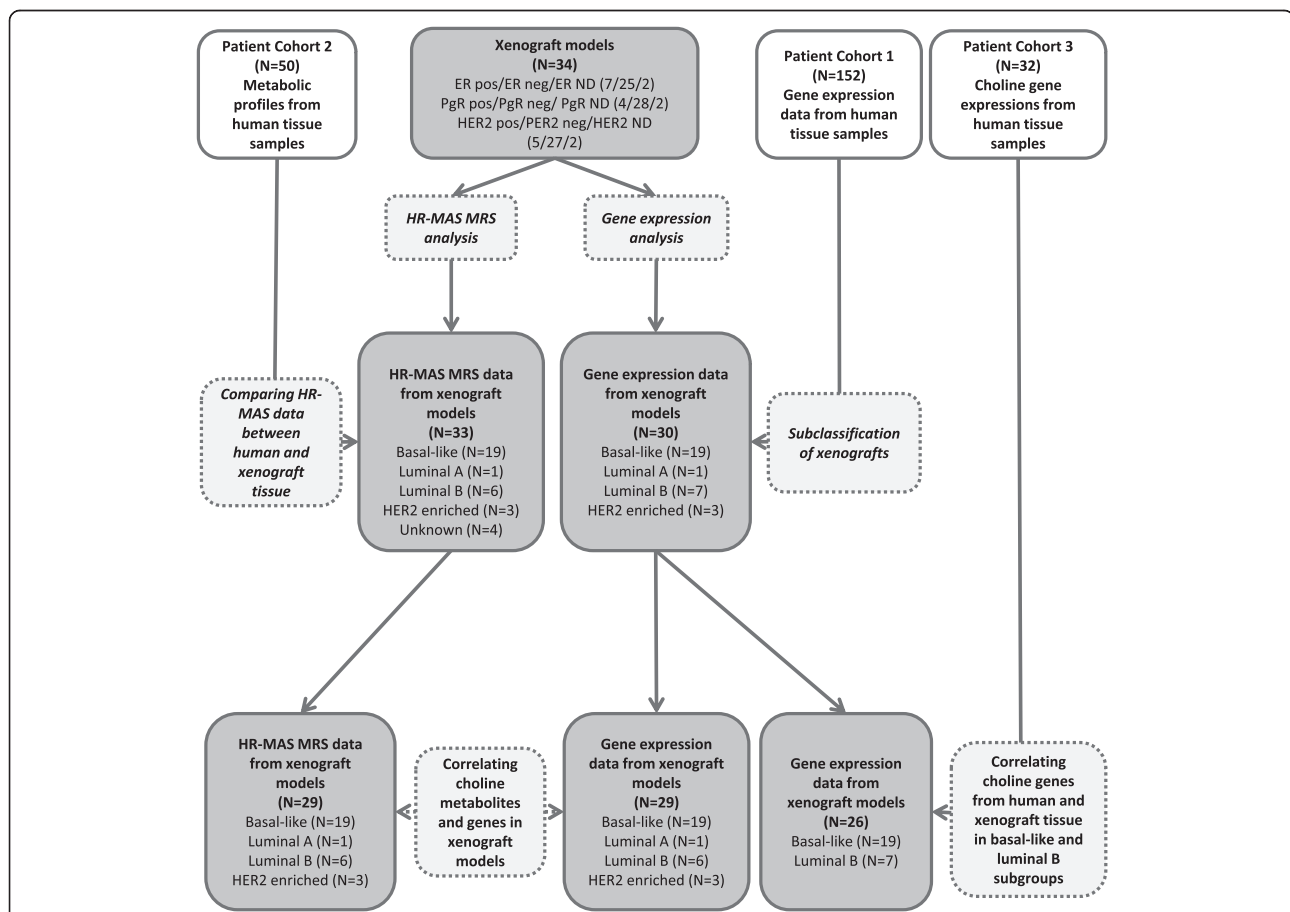 Patient Cohort 2
(N=50)
Metabolic
profiles from
human tissue
samples
Xenograft models
(N=34)
ER pos/ER neg/ER ND (7/25/2)
PgR pos/PgR neg/ PgR ND (4/28/2)
HER2 pos/PER2 neg/HER2 ND
(5/27/2)
Patient Cohort 1
(N=152)
Gene expression
data from human
tissue samples
Patient Cohort 3
(N=32)
Choline gene
expressions from
human tissue
samples
HR-MAS MRS
analysis
Gene expression
analysis
Comparing HR-
MAS data
between
human and
xenograft
tissue
HR-MAS MRS data
from xenograft
models
(N=33)
Basal-like (N=19)
Luminal A (N=1)
Luminal B (N=6)
HER2 enriched (N=3)
Unknown (N=4)
Gene expression data
from xenograft
models
(N=30)
Basal-like (N=19)
Luminal A (N=1)
Luminal B (N=7)
HER2 enriched (N=3)
Subclassification
of xenografts
HR-MAS MRS data
from xenograft
models
(N=29)
Basal-like (N=19)
Luminal A (N=1)
Luminal B (N=6)
HER2 enriched (N=3)
Correlating
choline
metabolites
and genes in
xenograft
models
Gene expression
data from xenograft
models
(N=29)
Basal-like (N=19)
Luminal A (N=1)
Luminal B (N=6)
HER2 enriched (N=3)
Gene expression
data from
xenograft models
(N=26)
Basal-like (N=19)
Luminal B (N=7)
Correlating
choline genes
from human and
xenograft tissue
in basal-like and
luminal B
subgroups